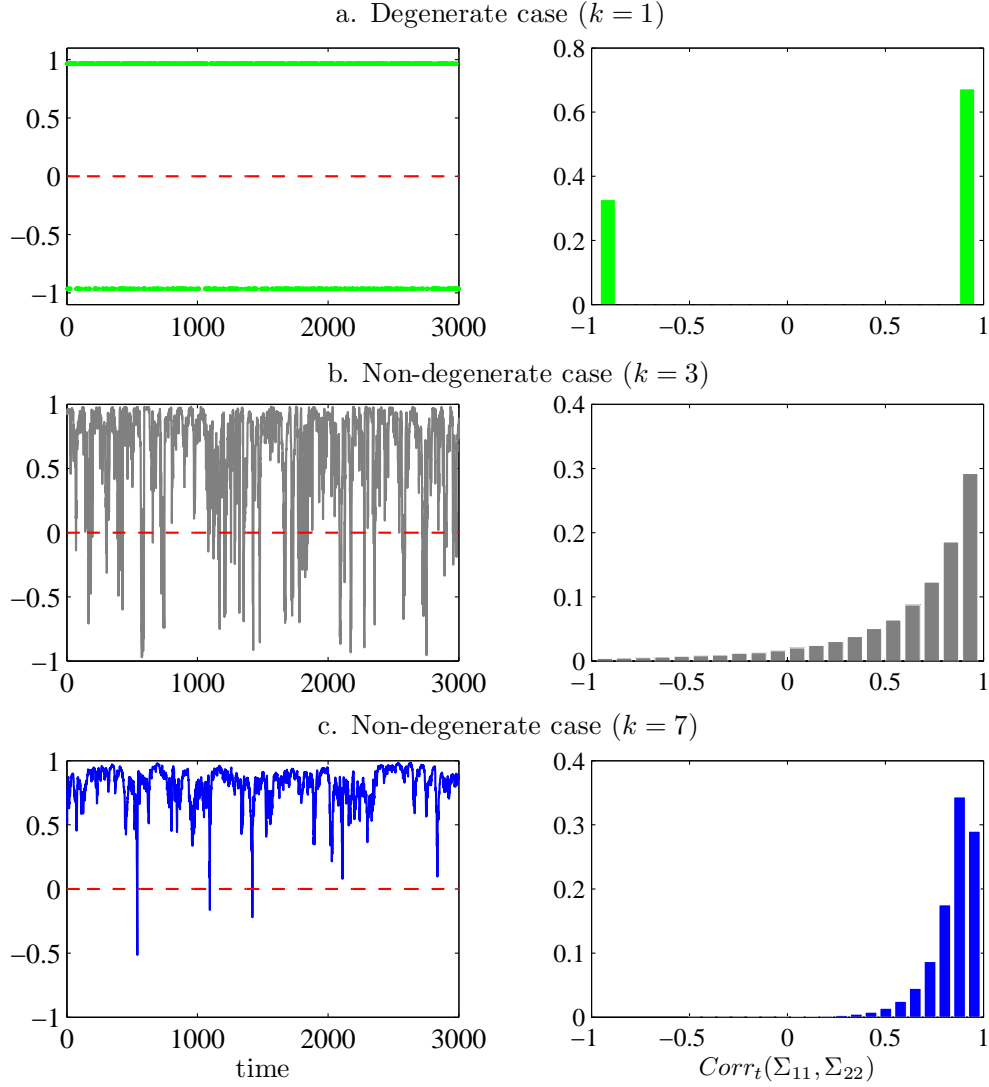 a. Degenerate case (k = 1)
1
0.5
0
−0.5
−1
0 1000 2000 3000
0.8
0.6
0.4
0.2
0
−1 −0.5 0 0.5 1
b. Non-degenerate case (k = 3)
1
0.5
0
−0.5
−1
0 1000 2000 3000
0.4
0.3
0.2
0.1
0
−1 −0.5 0 0.5 1
c. Non-degenerate case (k = 7)
1
0.5
0
−0.5
−1
0 1000 2000 3000
time
0.4
0.3
0.2
0.1
0
−1 −0.5 0 0.5 1
Corr_t(Σ_11, Σ_22)